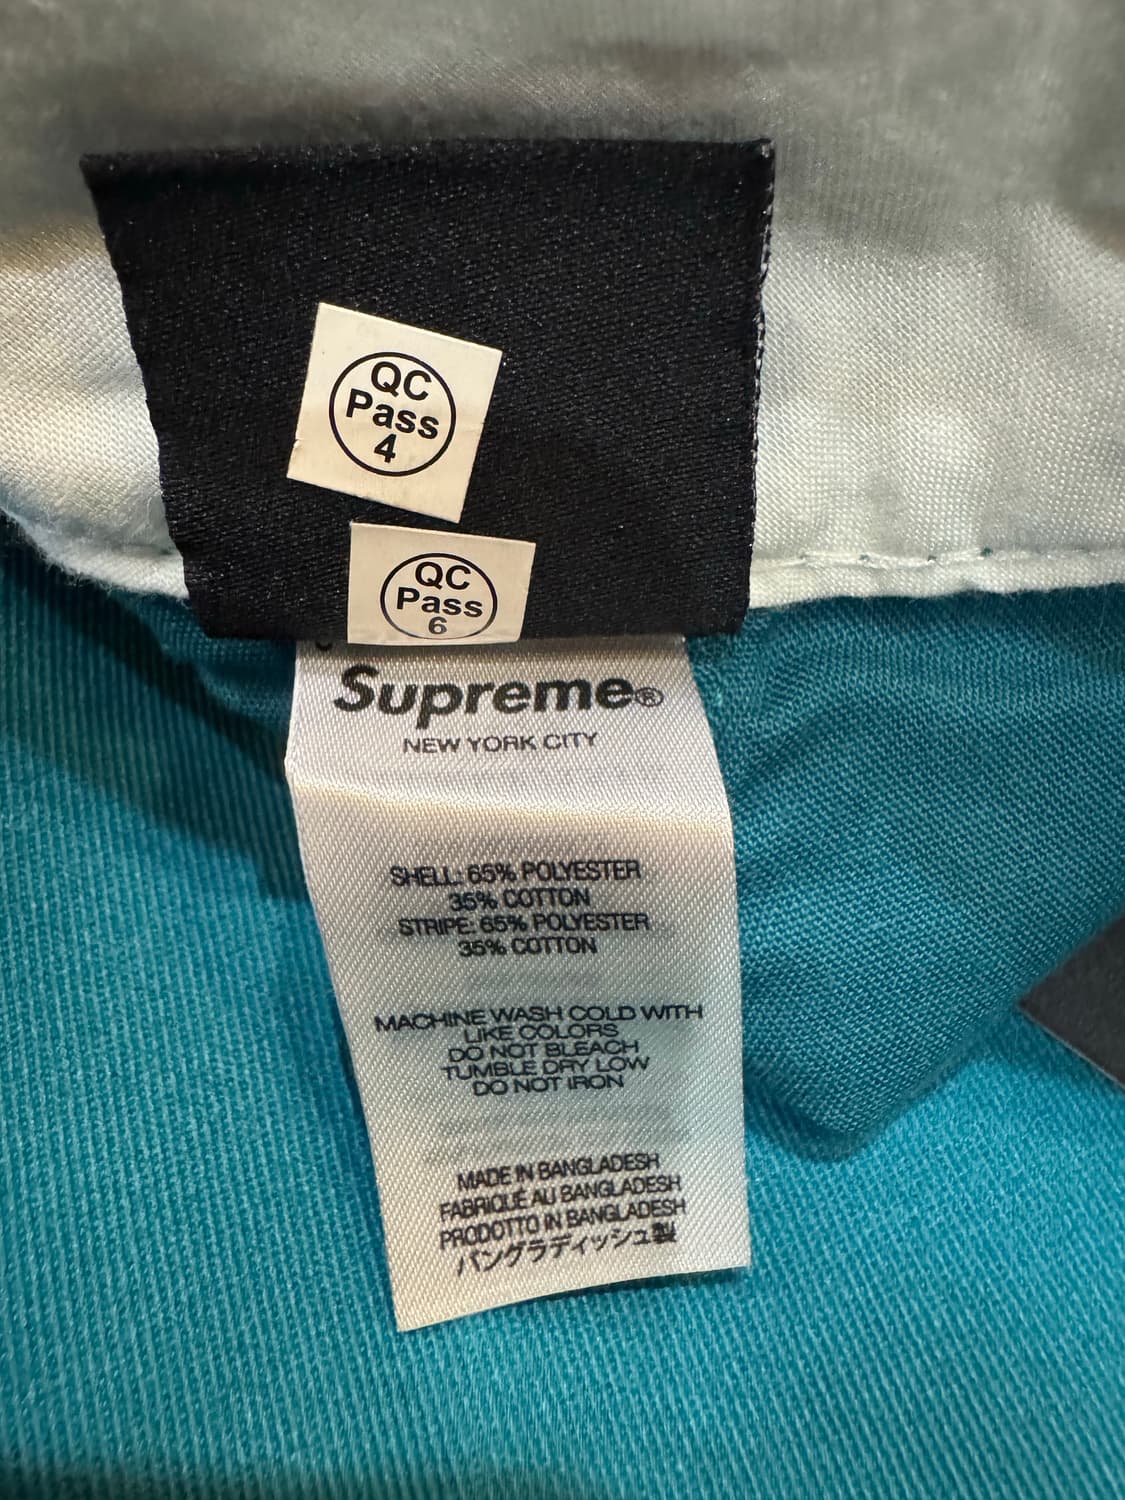 QC
Pass
4
QC
Pass
6
Supreme®
NEW YORK CITY
SHELL: 65% POLYESTER
35% COTTON
STRIPE: 65% POLYESTER
35% COTTON
MACHINE WASH COLD WITH
LIKE COLORS
DO NOT BLEACH
TUMBLE DRY LOW
DO NOT IRON
MADE IN BANGLADESH
FABRIQUÉ AU BANGLADESH
PRODOTTO IN BANGLADESH
バングラディッシュ製